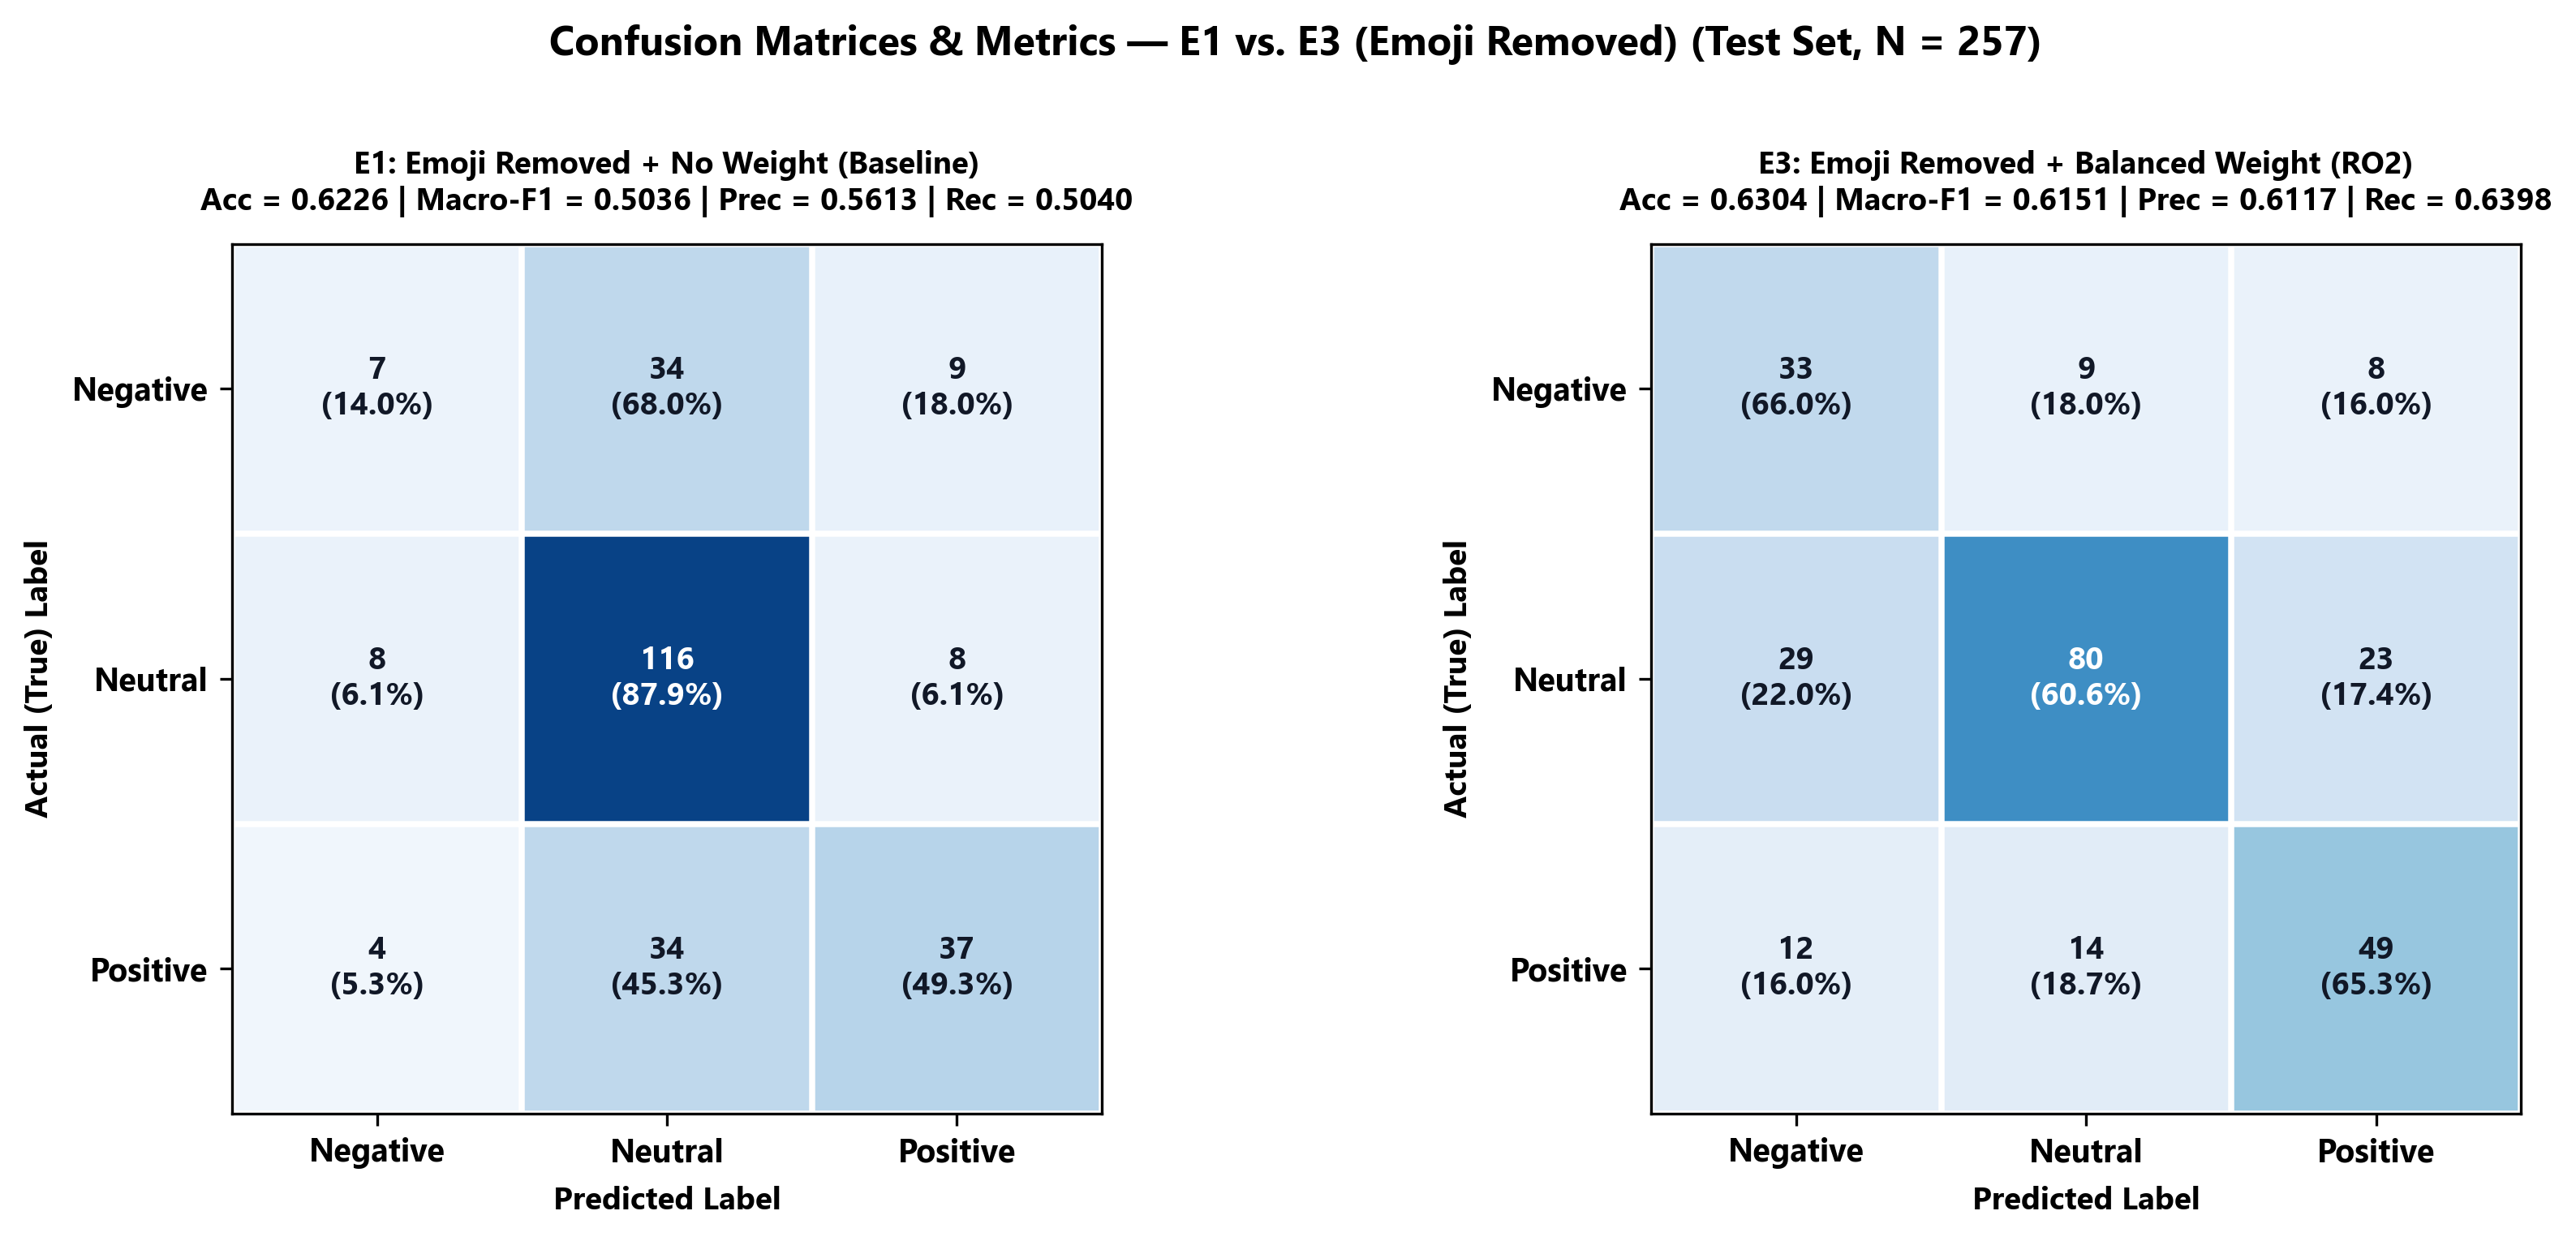 Confusion Matrices & Metrics — E1 vs. E3 (Emoji Removed) (Test Set, N = 257)
E1: Emoji Removed + No Weight (Baseline)
Acc = 0.6226 | Macro-F1 = 0.5036 | Prec = 0.5613 | Rec = 0.5040
Actual (True) Label
Negative
7
(14.0%)
34
(68.0%)
9
(18.0%)
Neutral
8
(6.1%)
116
(87.9%)
8
(6.1%)
Positive
4
(5.3%)
34
(45.3%)
37
(49.3%)
Negative
Neutral
Positive
Predicted Label
E3: Emoji Removed + Balanced Weight (RO2)
Acc = 0.6304 | Macro-F1 = 0.6151 | Prec = 0.6117 | Rec = 0.6398
Actual (True) Label
Negative
33
(66.0%)
9
(18.0%)
8
(16.0%)
Neutral
29
(22.0%)
80
(60.6%)
23
(17.4%)
Positive
12
(16.0%)
14
(18.7%)
49
(65.3%)
Negative
Neutral
Positive
Predicted Label